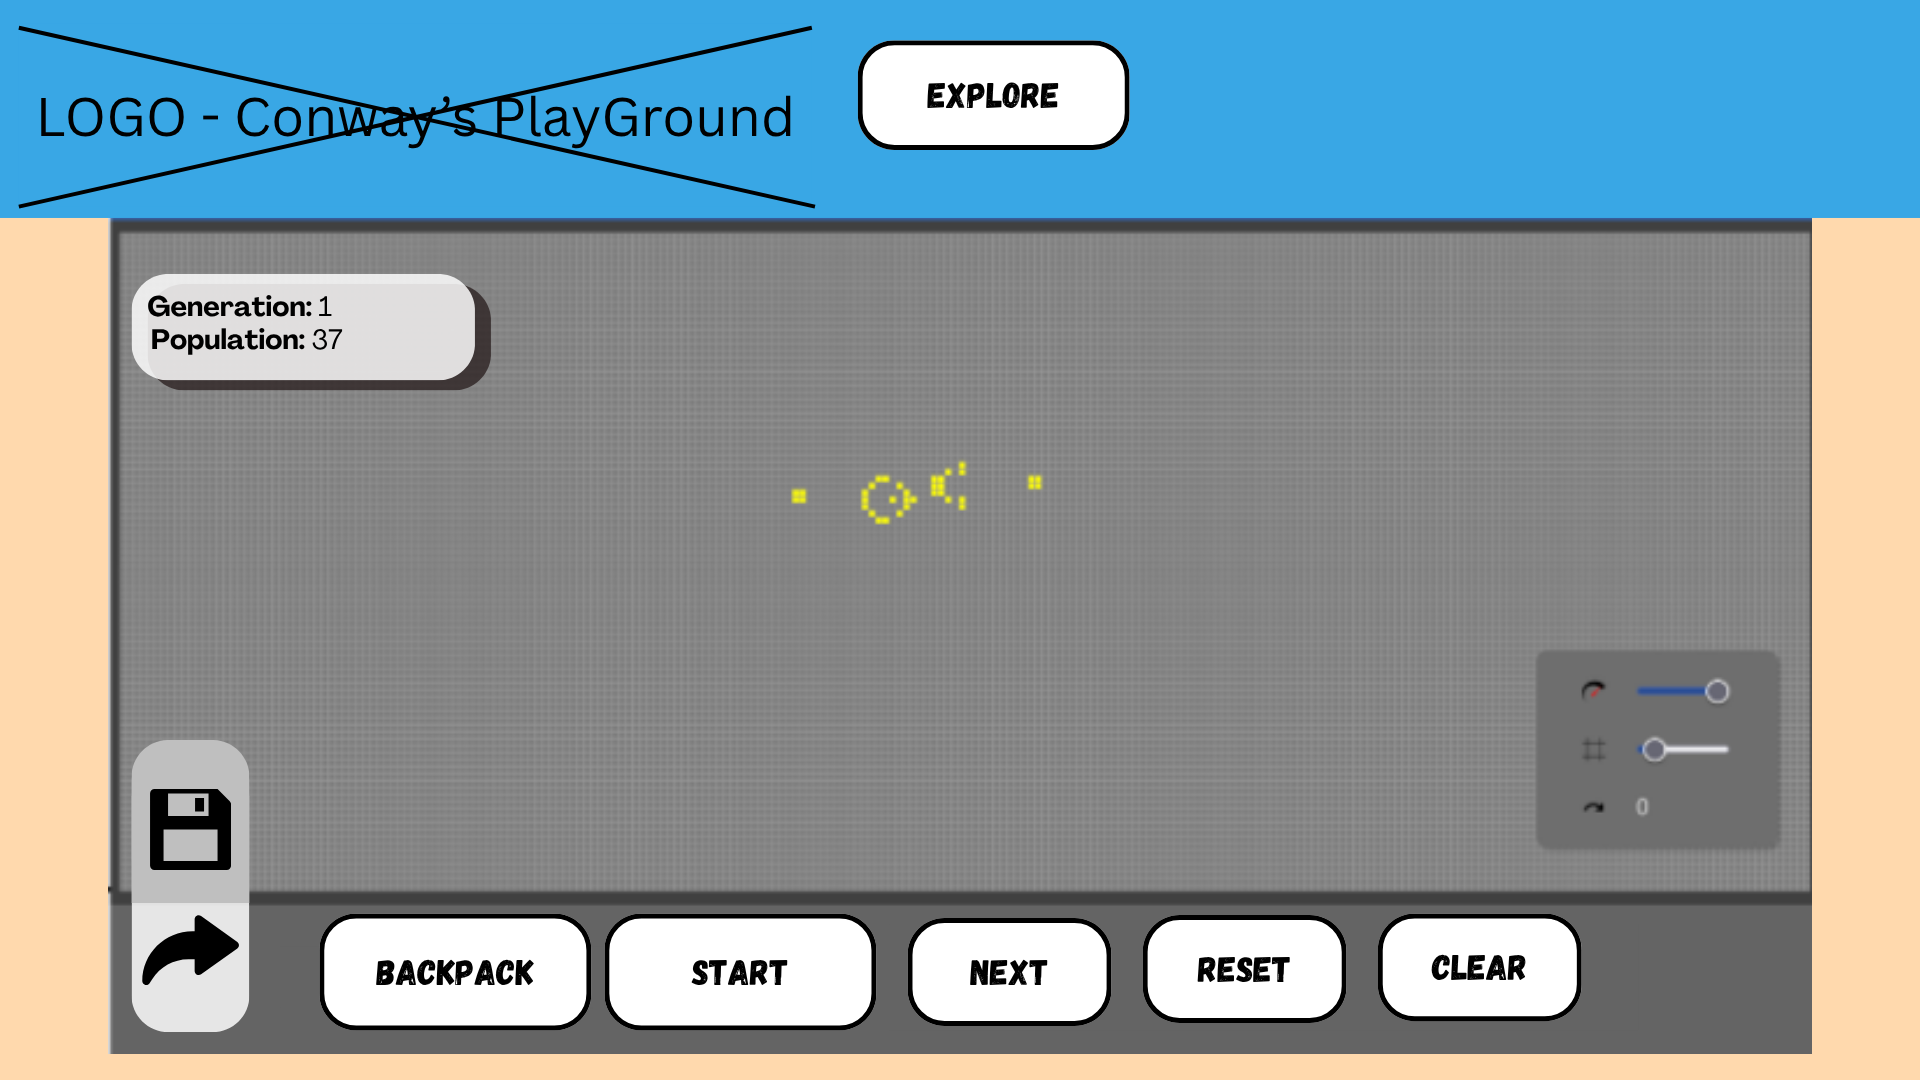 LOGO - Conway's PlayGround
EXPLORE
Generation: 1
Population: 37
0
BACKPACK
START
NEXT
RESET
CLEAR